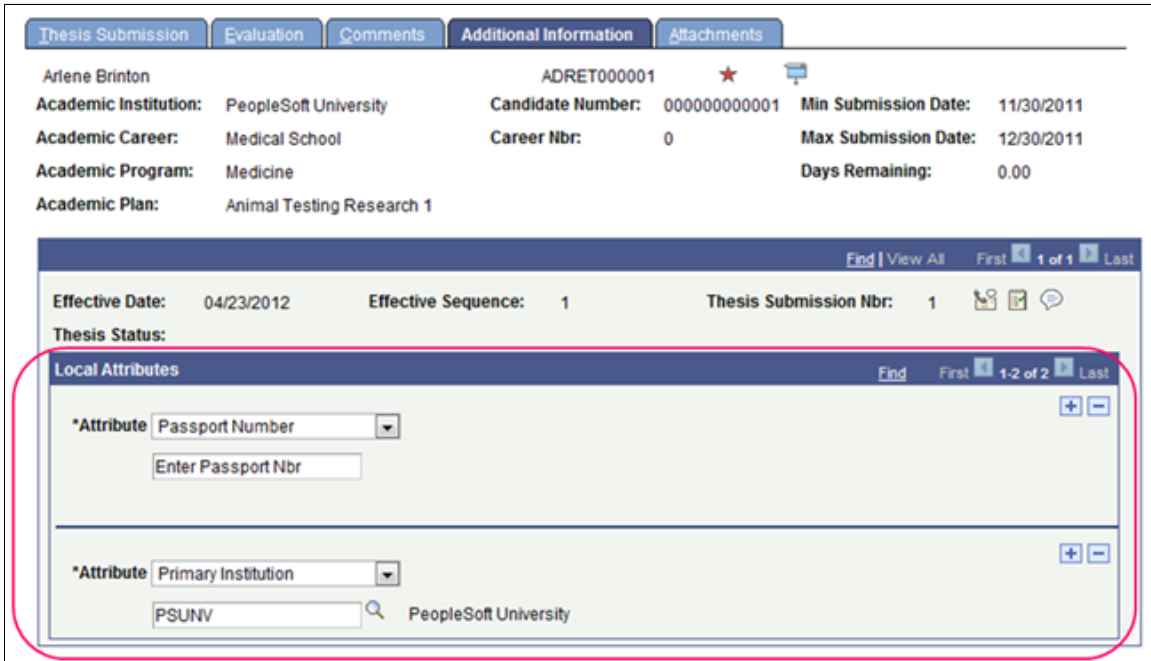 Thesis Submission Evaluation Comments Additional Information Attachments
Arlene Brinton ADRET000001
Academic Institution: PeopleSoft University Candidate Number: 000000000001 Min Submission Date: 11/30/2011
Academic Career: Medical School Career Nbr: 0 Max Submission Date: 12/30/2011
Academic Program: Medicine Days Remaining: 0.00
Academic Plan: Animal Testing Research 1
Find | View All First 1 of 1 Last
Effective Date: 04/23/2012 Effective Sequence: 1 Thesis Submission Nbr: 1
Thesis Status:
Local Attributes Find First 1-2 of 2 Last
*Attribute Passport Number
Enter Passport Nbr
*Attribute Primary Institution
PSUNV PeopleSoft University